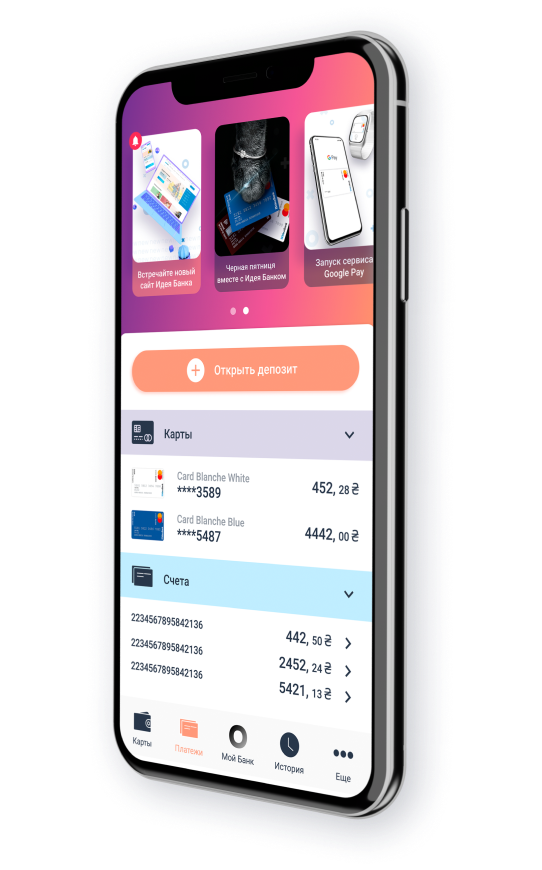 Встречайте новый
сайт Идея Банка
Черная пятница
вместе с Идея Банком
G Pay
Запуск сервиса
Google Pay
Открыть депозит
Карты
Card Blanche White
****3589
452, 28 ₴
Card Blanche Blue
****5487
4442, 00 ₴
Счета
2234567895842136
442, 50 ₴
2234567895842136
2452, 24 ₴
2234567895842136
5421, 13 ₴
Карты
Платежи
Мой Банк
История
Еще